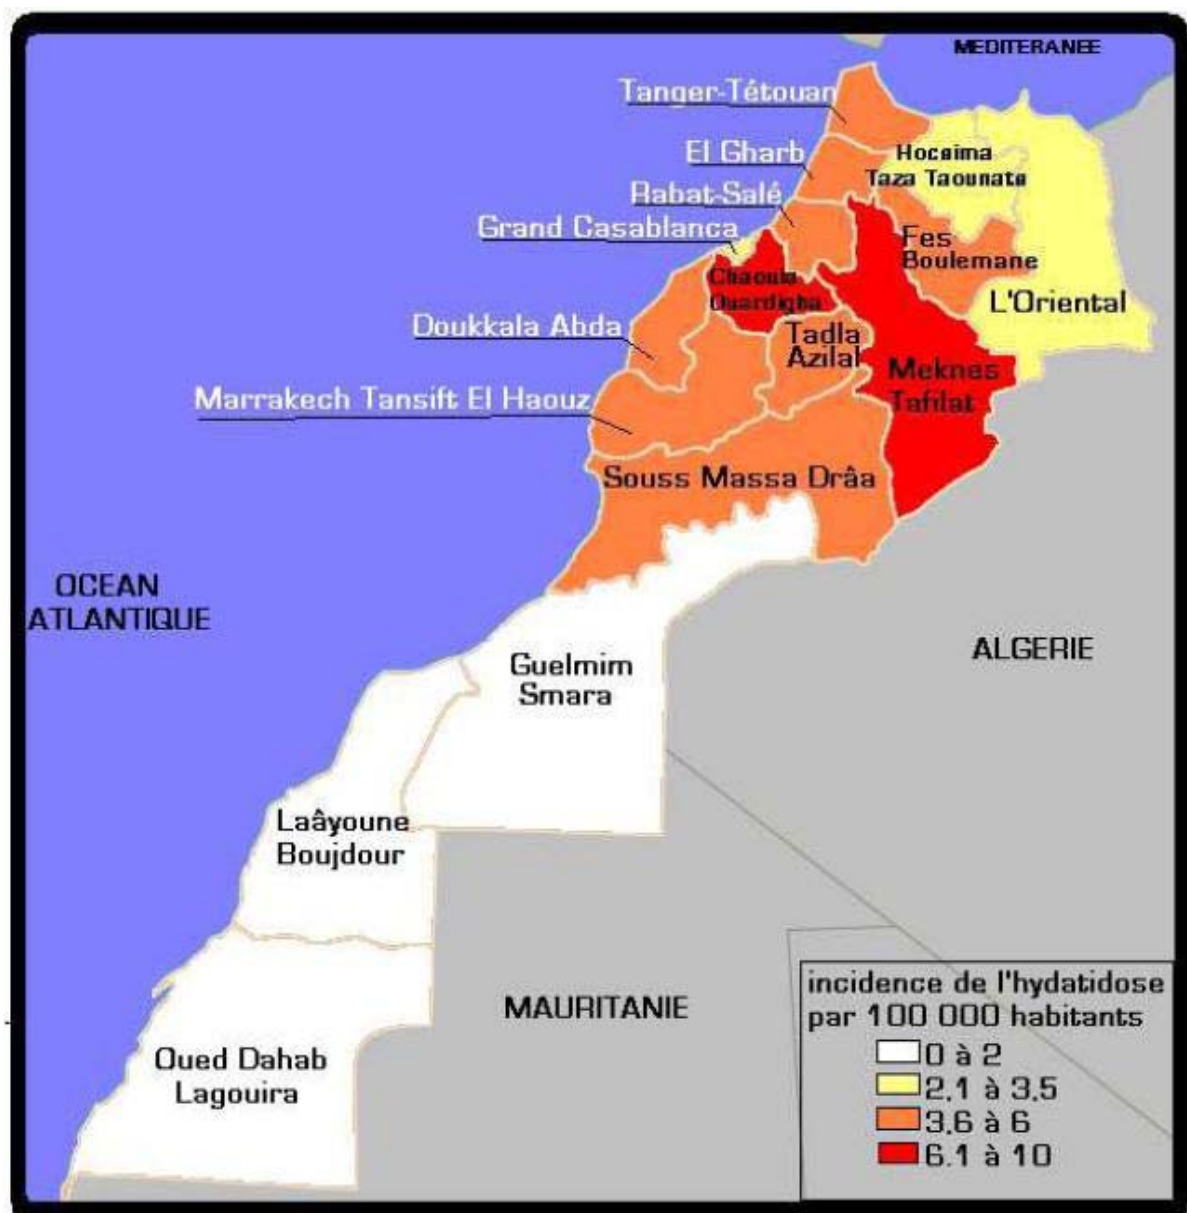 MEDITERANEE
Tanger-Tétouan
El Gharb
Hoceima
Taza Taounate
Rabat-Salé
Grand Casablanca
Fes
Boulemane
Chaouia
Ouardigha
L'Oriental
Doukkala Abda
Tadla
Azilal
Meknes
Tafilat
Marrakech Tansift El Haouz
Souss Massa Drâa
OCEAN
ATLANTIQUE
ALGERIE
Guelmim
Smara
Laâyoune
Boujdour
MAURITANIE
Oued Dahab
Lagouira
incidence de l'hydatidose
par 100 000 habitants
0 à 2
2.1 à 3.5
3.6 à 6
6.1 à 10